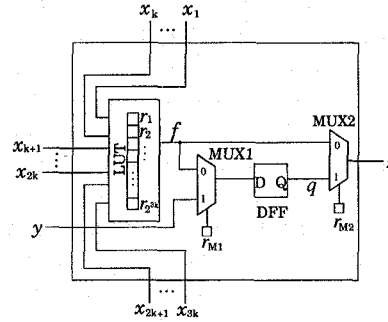 x_k ... x_1
r_1
r_2
LUT
r_{2^{3k}}
f
MUX1
MUX2
0
1
0
1
D Q
DFF
q
r_{M1}
r_{M2}
x_{k+1}
x_{2k}
y
x_{2k+1} ... x_{3k}